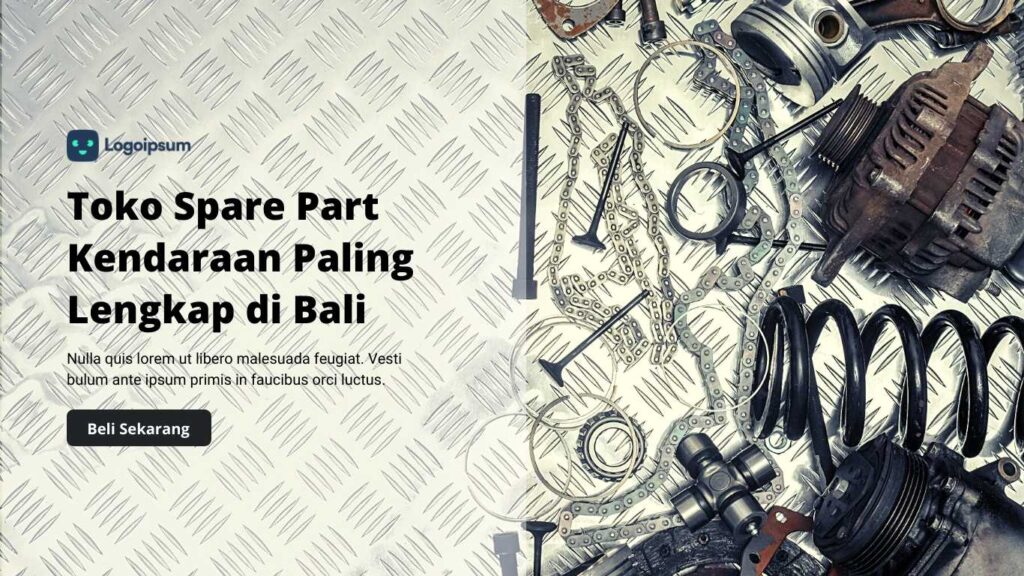 Logoipsum
Toko Spare Part
Kendaraan Paling
Lengkap di Bali
Nulla quis lorem ut libero malesuada feugiat. Vesti
bulum ante ipsum primis in faucibus orci luctus.
Beli Sekarang